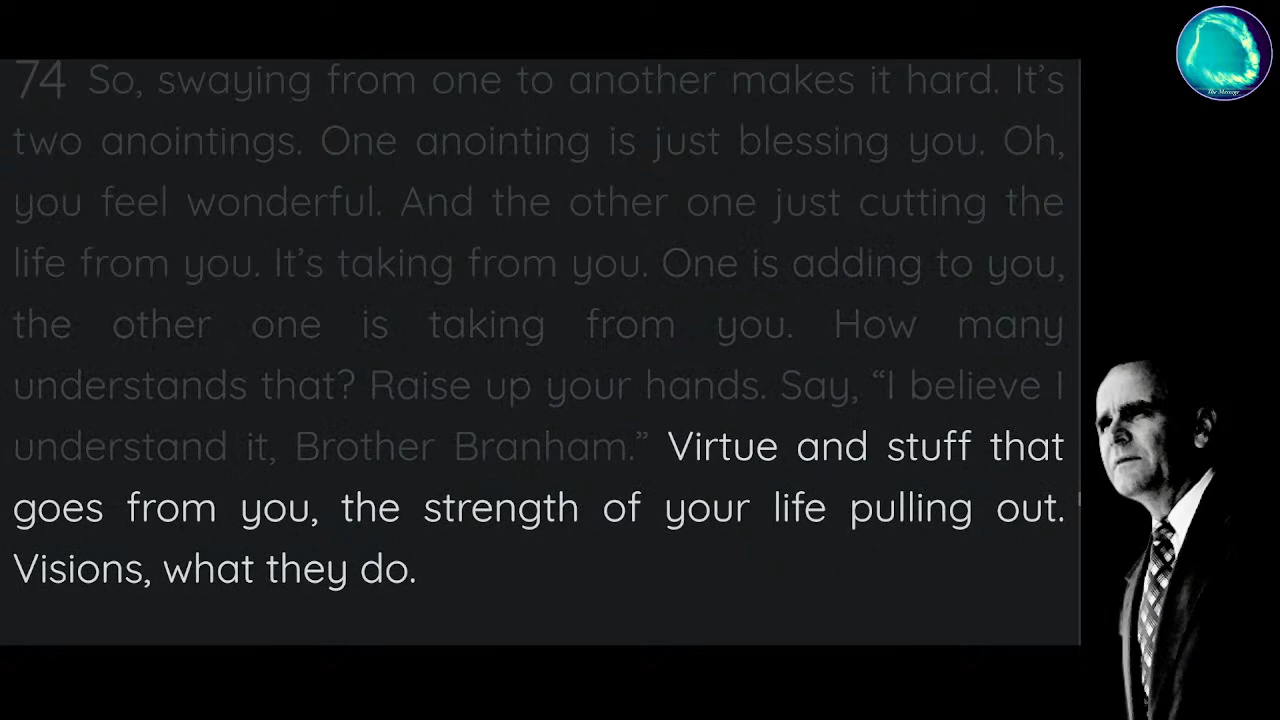 The Message
74 So, swaying from one to another makes it hard. It’s
two anointings. One anointing is just blessing you. Oh,
you feel wonderful. And the other one just cutting the
life from you. It’s taking from you. One is adding to you,
the other one is taking from you. How many
understands that? Raise up your hands. Say, “I believe I
understand it, Brother Branham.” Virtue and stuff that
goes from you, the strength of your life pulling out.
Visions, what they do.